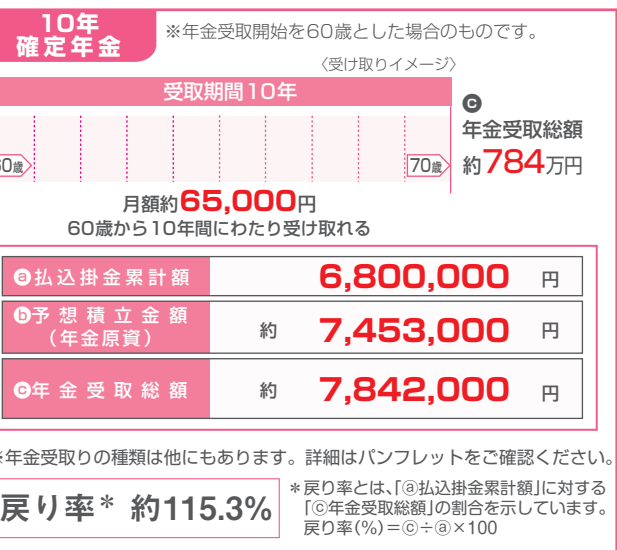 10年
確定年金
※年金受取開始を60歳とした場合のものです。
〈受け取りイメージ〉
受取期間10年
ⓒ
年金受取総額
約784万円
60歳
70歳
月額約65,000円
60歳から10年間にわたり受け取れる
ⓐ払込掛金累計額 6,800,000 円
ⓑ予想積立金額
(年金原資) 約 7,453,000 円
ⓒ年金受取総額 約 7,842,000 円
※年金受取りの種類は他にもあります。詳細はパンフレットをご確認ください。
戻り率* 約115.3%
*戻り率とは、「ⓐ払込掛金累計額」に対する
「ⓒ年金受取総額」の割合を示しています。
戻り率(%)=ⓒ÷ⓐ×100